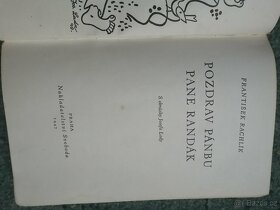 FRANTIŠEK RACHLÍK
POZDRAV PÁNBU
PANE RANDÁK
S obrázky Josefa Lady
PRAHA
Nakladatelství Svoboda
1947